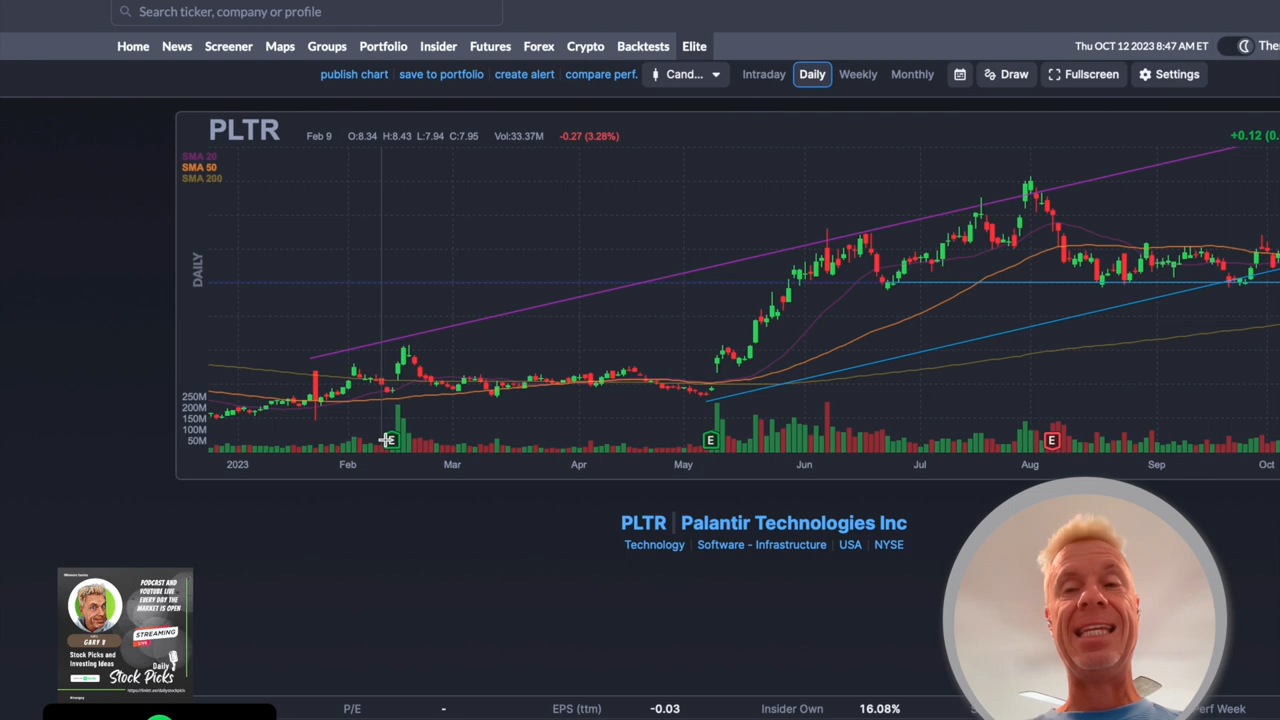 Search ticker, company or profile
Home News Screener Maps Groups Portfolio Insider Futures Forex Crypto Backtests Elite
Thu OCT 12 2023 8:47 AM ET
publish chart save to portfolio create alert compare perf. Cand... Intraday Daily Weekly Monthly Draw Fullscreen Settings
PLTR Feb 9 O:8.34 H:8.43 L:7.94 C:7.95 Vol:33.37M -0.27 (3.28%)
+0.12
SMA 20
SMA 50
SMA 200
DAILY
250M
200M
150M
100M
50M
E E E
2023 Feb Mar Apr May Jun Jul Aug Sep Oct
PLTR Palantir Technologies Inc
Technology Software - Infrastructure USA NYSE
PODCAST AND
YOUTUBE LIVE
EVERY DAY THE
MARKET IS OPEN
STREAMING
LIVE
GARY B
Stock Picks and
Investing Ideas
Daily
Stock Picks
P/E - EPS (ttm) -0.03 Insider Own 16.08% Perf Week